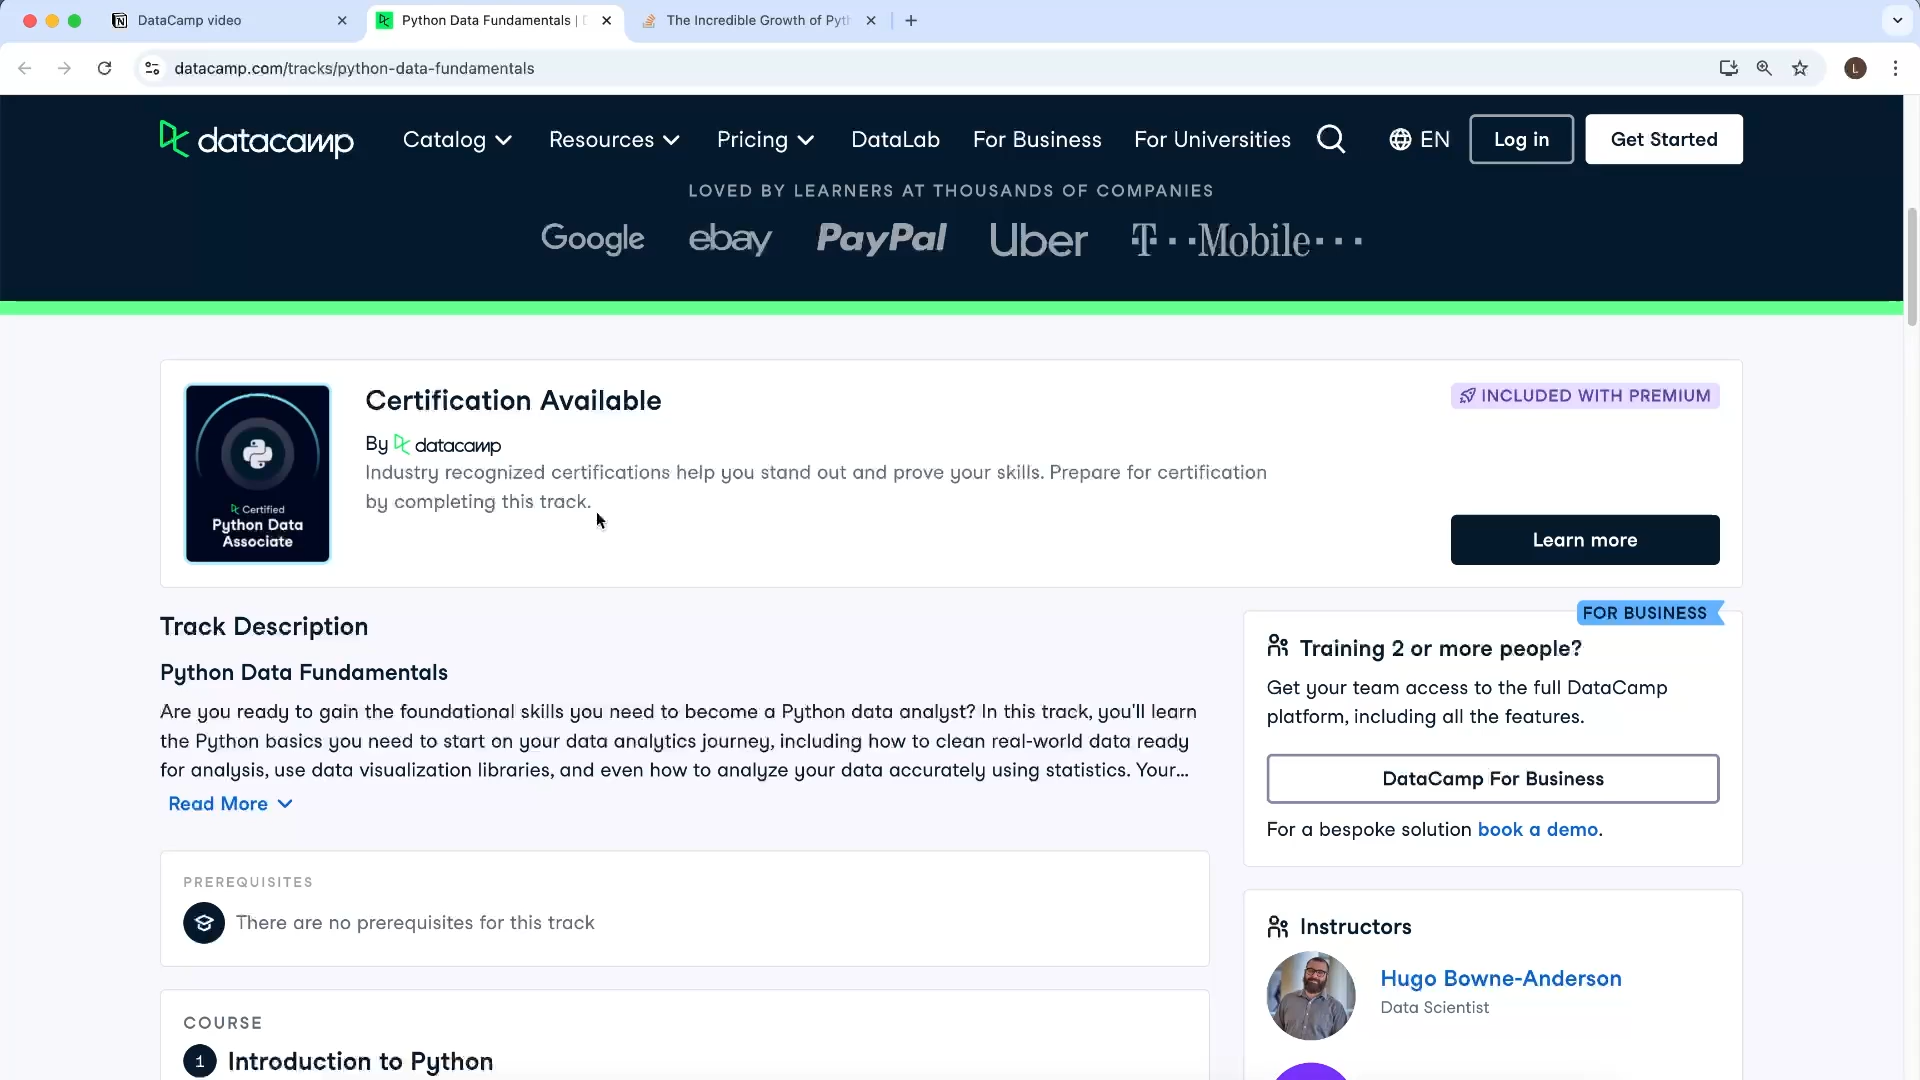 DataCamp video
Python Data Fundamentals |
The Incredible Growth of Pyth
datacamp.com/tracks/python-data-fundamentals
L
datacamp
Catalog
Resources
Pricing
DataLab
For Business
For Universities
EN
Log in
Get Started
LOVED BY LEARNERS AT THOUSANDS OF COMPANIES
Google
ebay
PayPal
Uber
T··Mobile···
Certified
Python Data
Associate
Certification Available
INCLUDED WITH PREMIUM
By datacamp
Industry recognized certifications help you stand out and prove your skills. Prepare for certification
by completing this track.
Learn more
Track Description
Python Data Fundamentals
Are you ready to gain the foundational skills you need to become a Python data analyst? In this track, you'll learn
the Python basics you need to start on your data analytics journey, including how to clean real-world data ready
for analysis, use data visualization libraries, and even how to analyze your data accurately using statistics. Your...
Read More
PREREQUISITES
There are no prerequisites for this track
COURSE
1 Introduction to Python
FOR BUSINESS
Training 2 or more people?
Get your team access to the full DataCamp
platform, including all the features.
DataCamp For Business
For a bespoke solution book a demo.
Instructors
Hugo Bowne-Anderson
Data Scientist